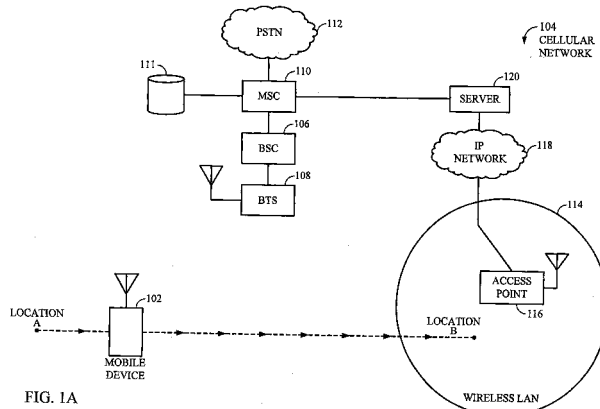 112
PSTN
104
CELLULAR
NETWORK
111
110
MSC
120
SERVER
106
BSC
IP
NETWORK
118
108
BTS
114
ACCESS
POINT
116
102
LOCATION
A
LOCATION
B
MOBILE
DEVICE
WIRELESS LAN
FIG. 1A